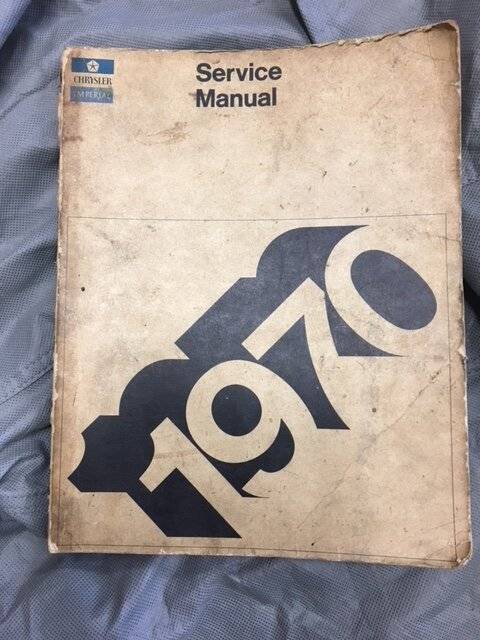 CHRYSLER
IMPERIAL
Service
Manual
1970